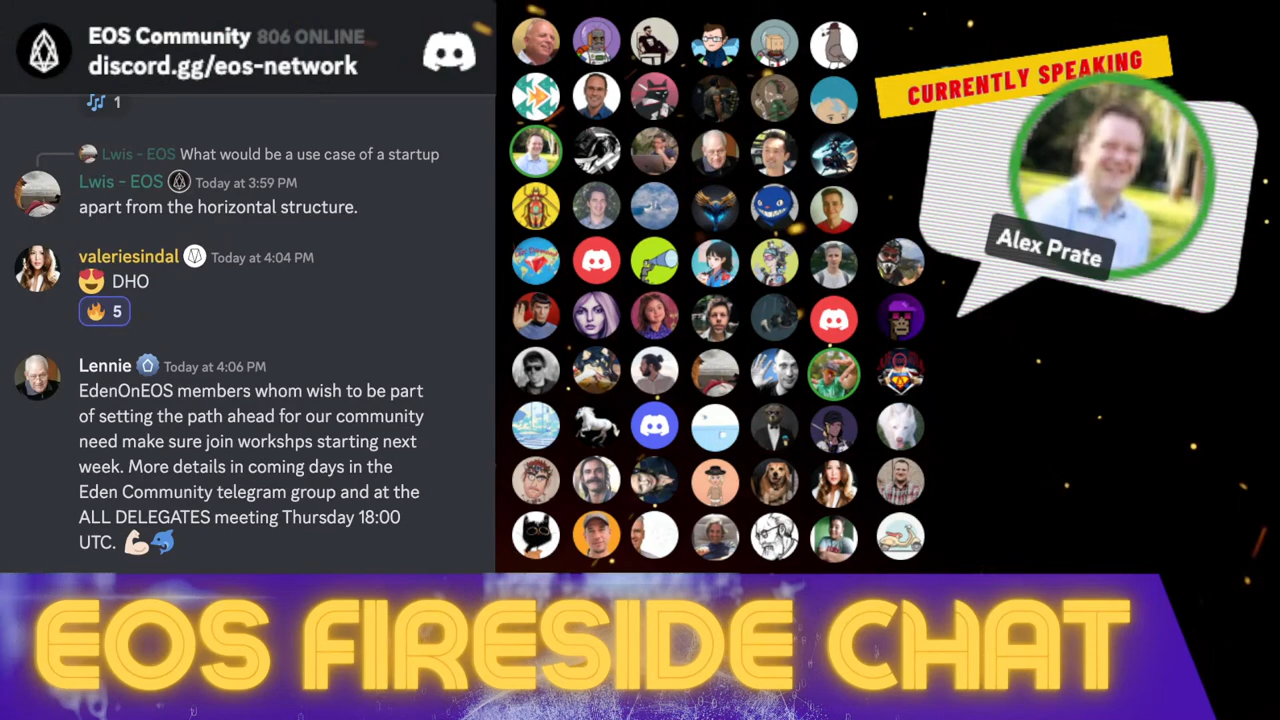 EOS Community 806 ONLINE
discord.gg/eos-network
1
Lwis - EOS What would be a use case of a startup
Lwis - EOS Today at 3:59 PM
apart from the horizontal structure.
valeriesindal Today at 4:04 PM
DHO
5
Lennie Today at 4:06 PM
EdenOnEOS members whom wish to be part
of setting the path ahead for our community
need make sure join workshps starting next
week. More details in coming days in the
Eden Community telegram group and at the
ALL DELEGATES meeting Thursday 18:00
UTC.
CURRENTLY SPEAKING
Alex Prate
EOS FIRESIDE CHAT